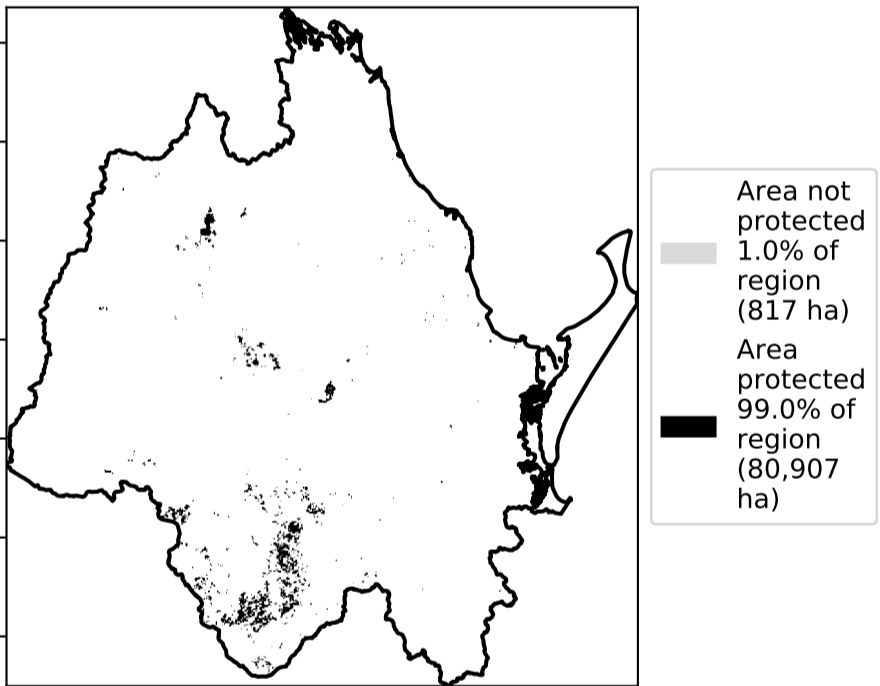 Area not
protected
1.0% of
region
(817 ha)
Area
protected
99.0% of
region
(80,907
ha)